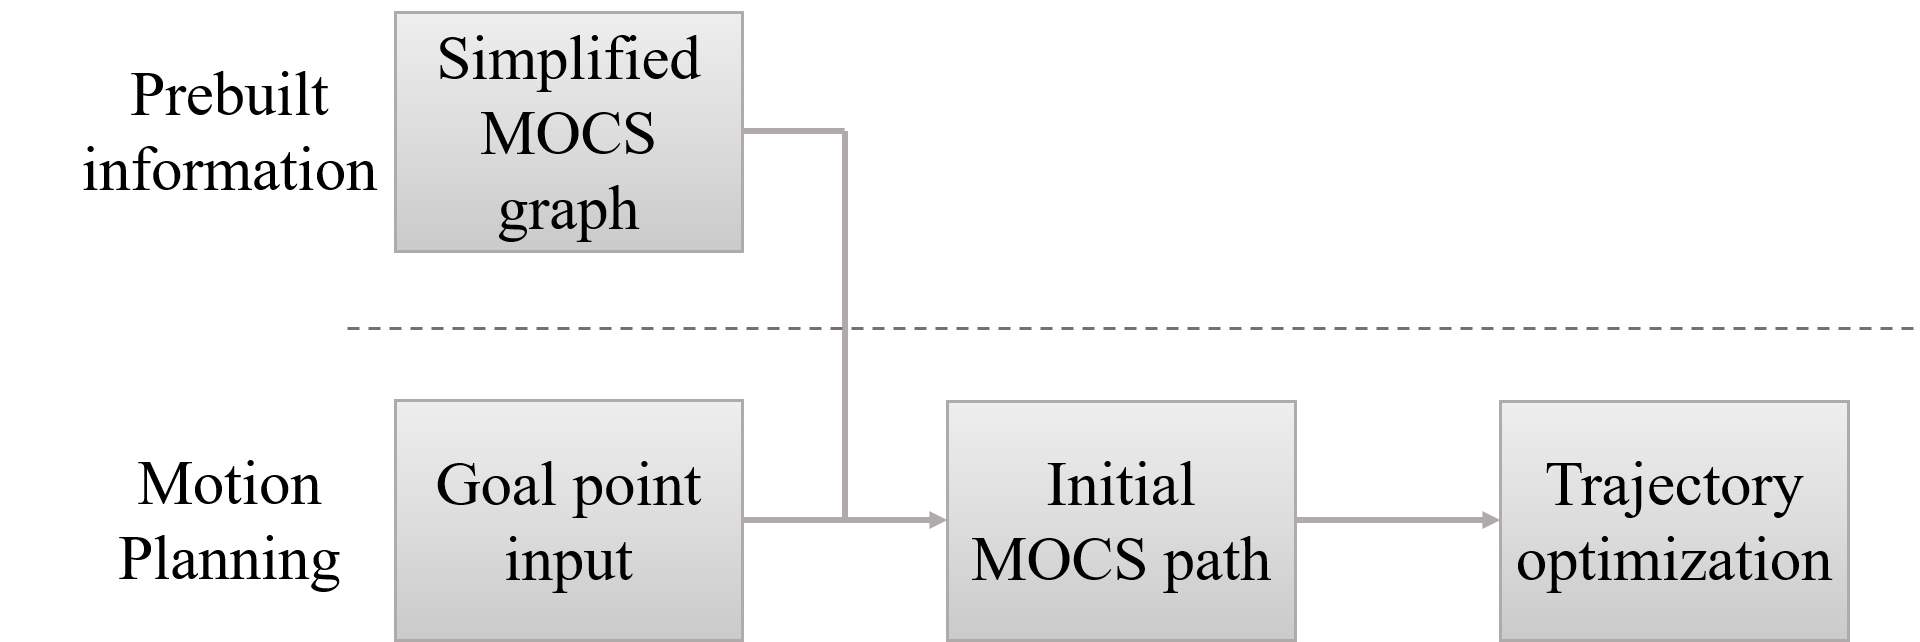 Prebuilt
information
Simplified
MOCS
graph
Motion
Planning
Goal point
input
Initial
MOCS path
Trajectory
optimization